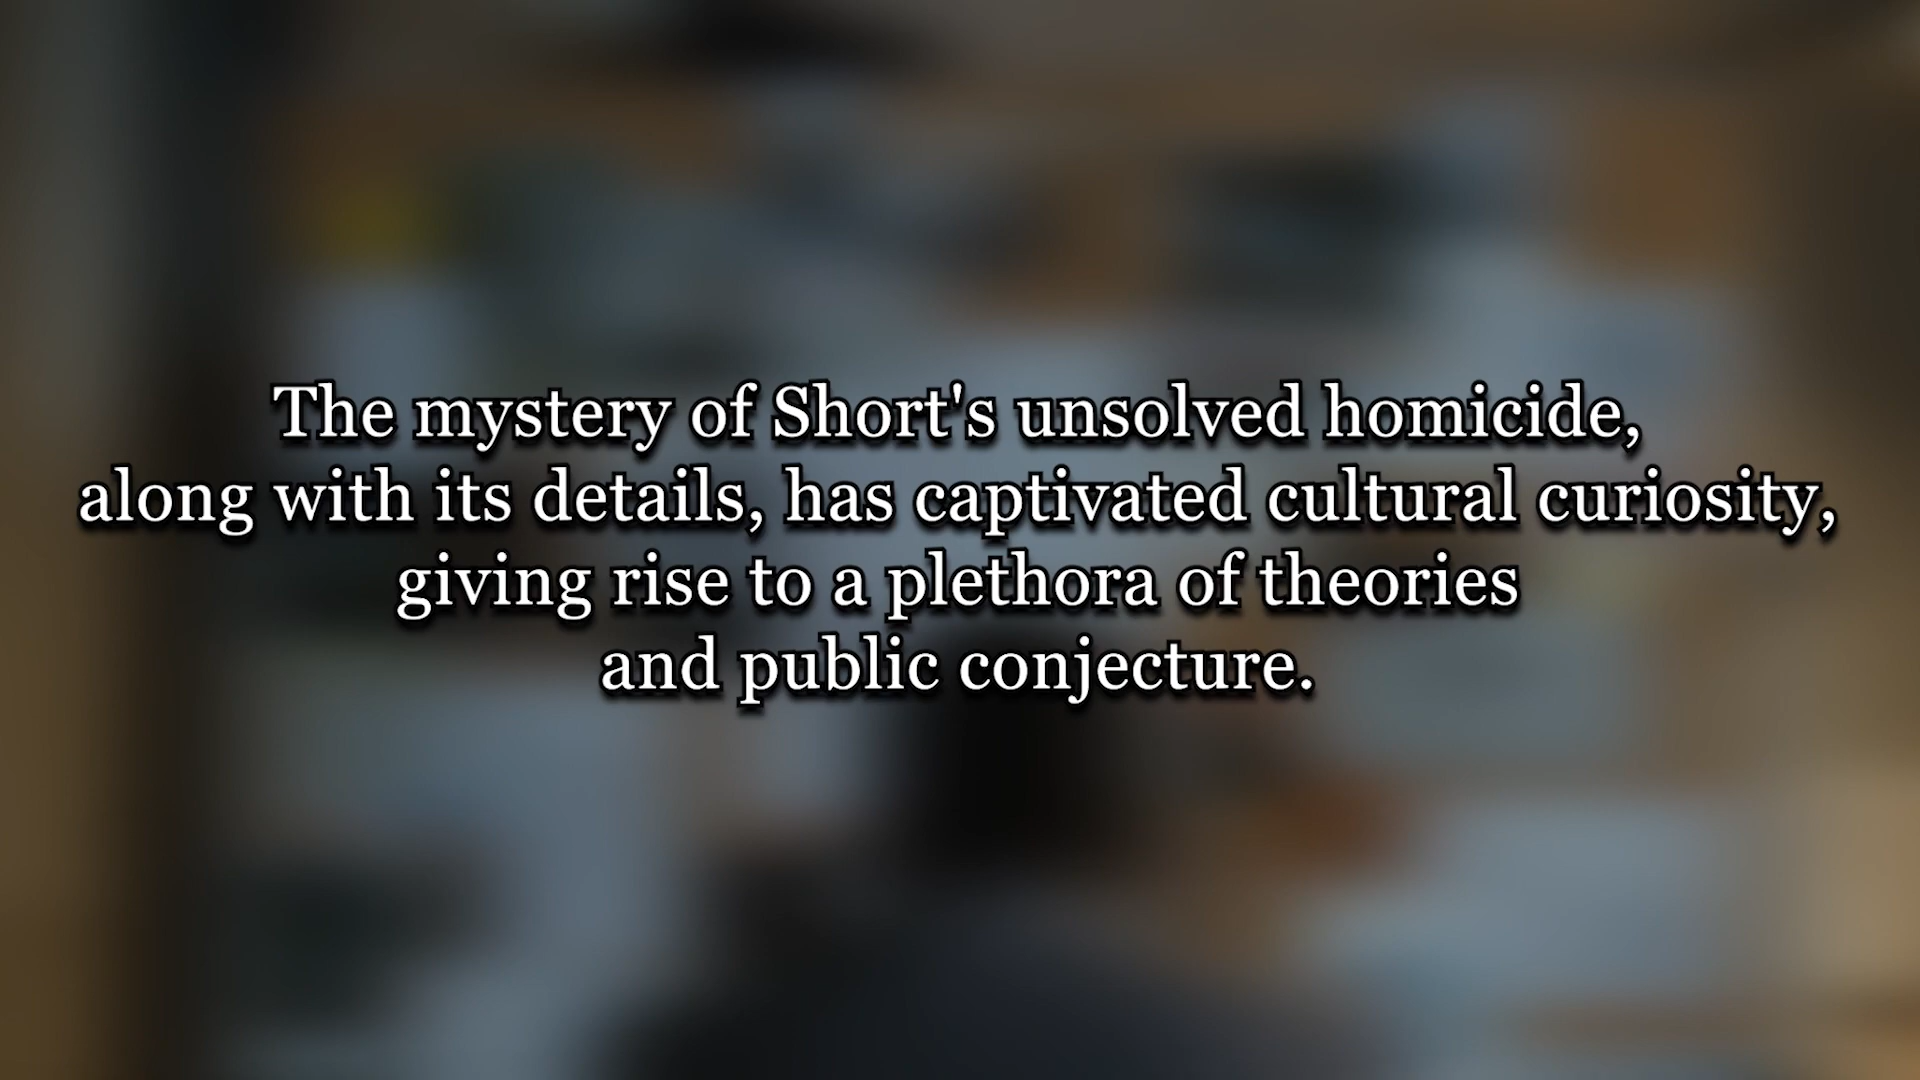 The mystery of Short's unsolved homicide,
along with its details, has captivated cultural curiosity,
giving rise to a plethora of theories
and public conjecture.